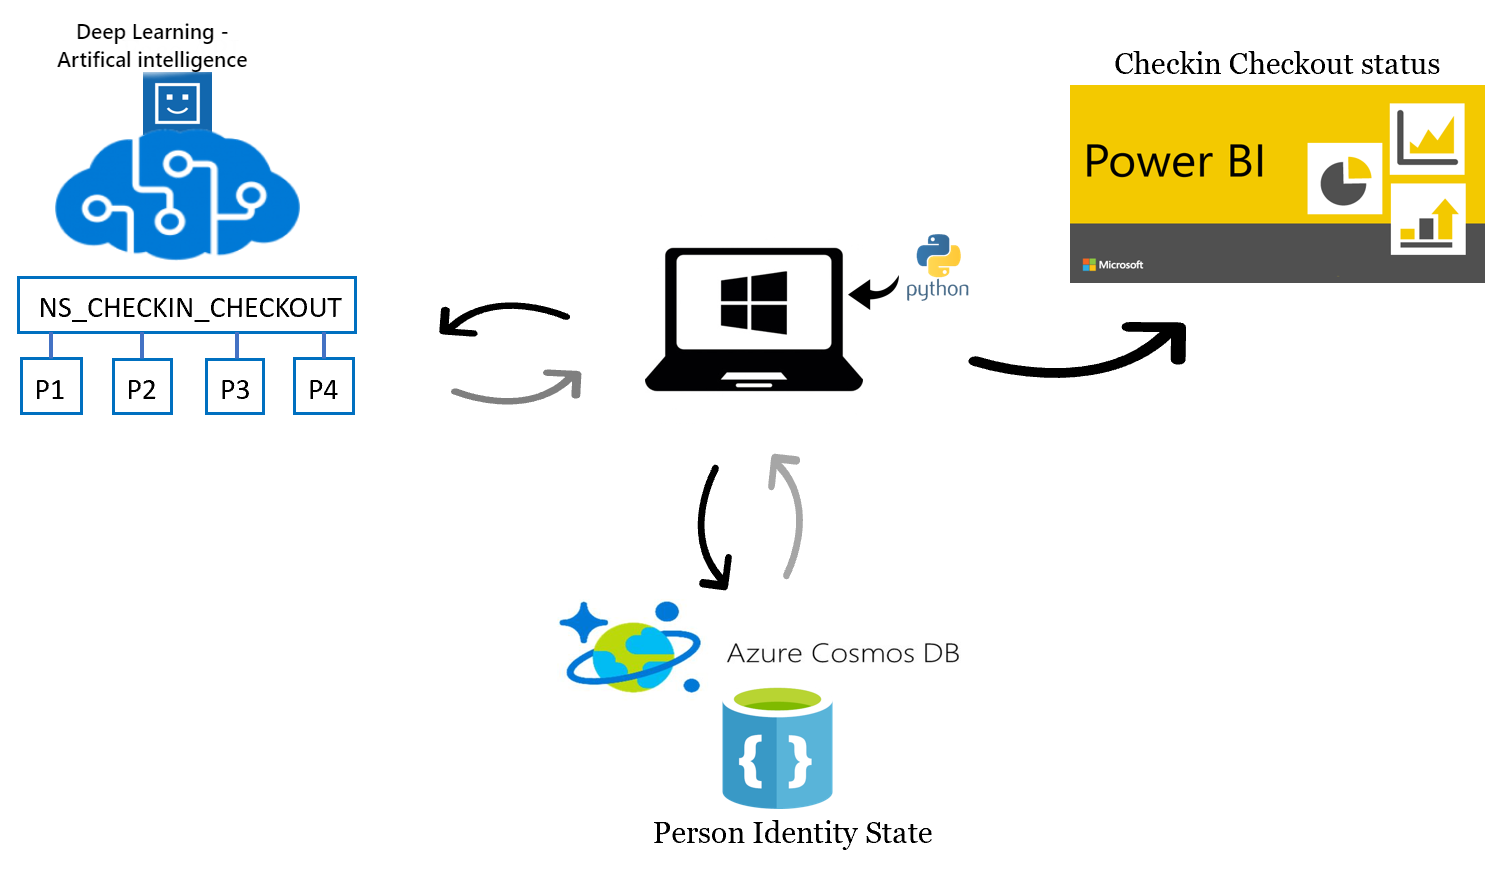 Deep Learning -
Artifical intelligence
NS_CHECKIN_CHECKOUT
P1
P2
P3
P4
python
Checkin Checkout status
Power BI
Microsoft
Azure Cosmos DB
{ }
Person Identity State